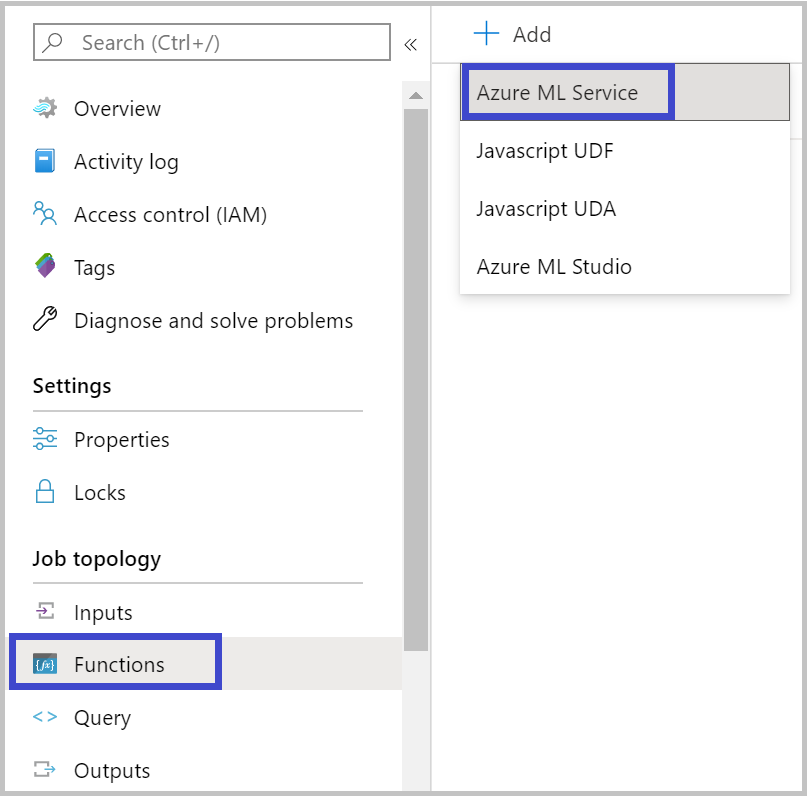 Search (Ctrl+/)
«
Overview
Activity log
Access control (IAM)
Tags
Diagnose and solve problems
Settings
Properties
Locks
Job topology
Inputs
{fx} Functions
<> Query
Outputs
+ Add
Azure ML Service
Javascript UDF
Javascript UDA
Azure ML Studio